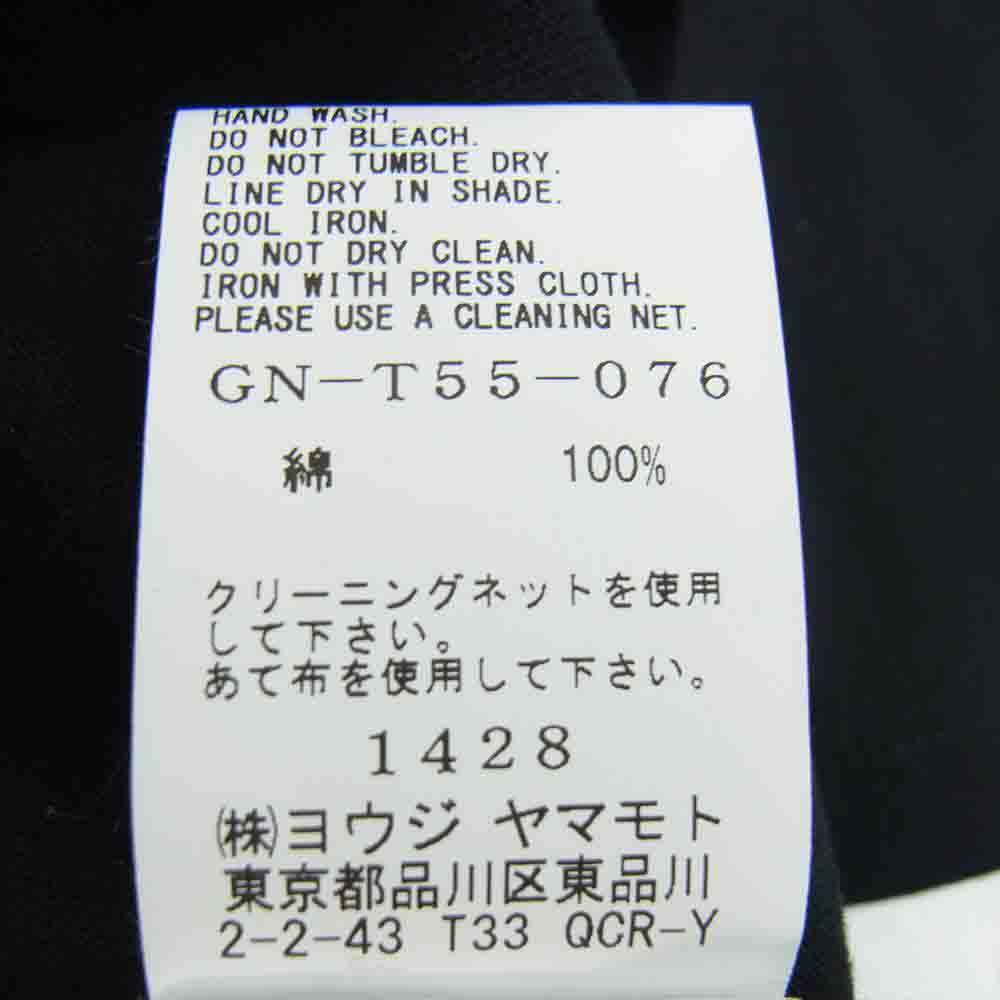 HAND WASH.
DO NOT BLEACH.
DO NOT TUMBLE DRY.
LINE DRY IN SHADE.
COOL IRON.
DO NOT DRY CLEAN.
IRON WITH PRESS CLOTH.
PLEASE USE A CLEANING NET.
GN-T55-076
綿 100%
クリーニングネットを使用
して下さい。
あて布を使用して下さい。
1428
(株)ヨウジ ヤマモト
東京都品川区東品川
2-2-43 T33 QCR-Y